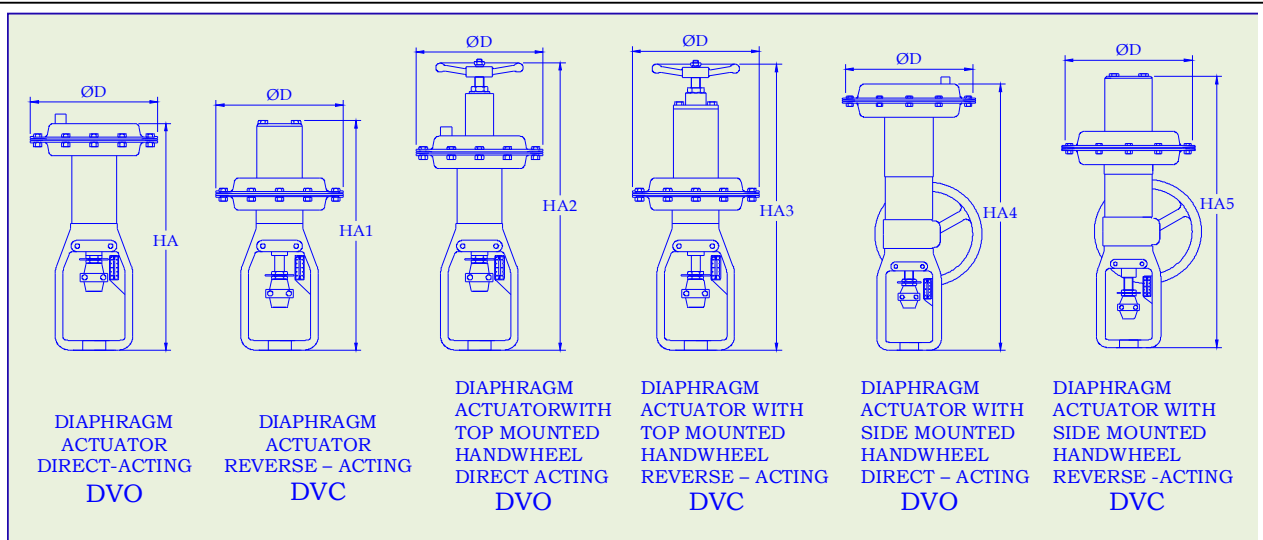 ØD
HA
DIAPHRAGM
ACTUATOR
DIRECT-ACTING
DVO
ØD
HA1
DIAPHRAGM
ACTUATOR
REVERSE – ACTING
DVC
ØD
HA2
DIAPHRAGM
ACTUATORWITH
TOP MOUNTED
HANDWHEEL
DIRECT ACTING
DVO
ØD
HA3
DIAPHRAGM
ACTUATOR WITH
TOP MOUNTED
HANDWHEEL
REVERSE – ACTING
DVC
ØD
HA4
DIAPHRAGM
ACTUATOR WITH
SIDE MOUNTED
HANDWHEEL
DIRECT – ACTING
DVO
ØD
HA5
DIAPHRAGM
ACTUATOR WITH
SIDE MOUNTED
HANDWHEEL
REVERSE -ACTING
DVC